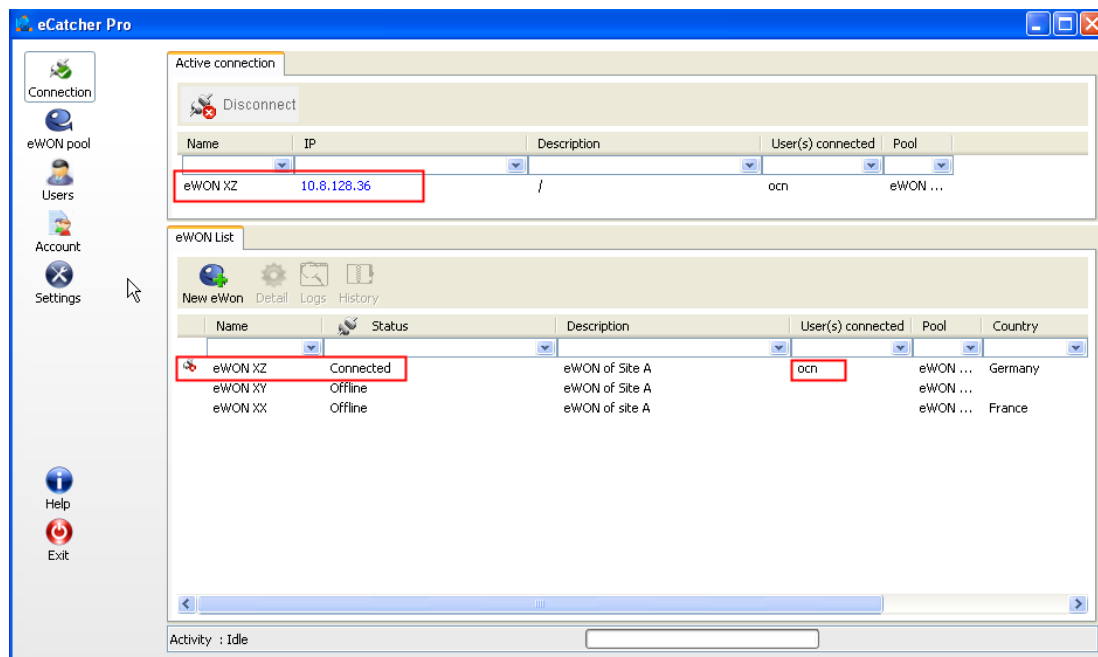 eCatcher Pro
Connection
eWON pool
Users
Account
Settings
Help
Exit
Active connection
Disconnect
Name IP Description User(s) connected Pool
eWON XZ 10.8.128.36 / ocn eWON ...
eWON List
New eWon Detail Logs History
Name Status Description User(s) connected Pool Country
eWON XZ Connected eWON of Site A ocn eWON ... Germany
eWON XY Offline eWON of Site A eWON ...
eWON XX Offline eWON of site A eWON ... France
Activity : Idle